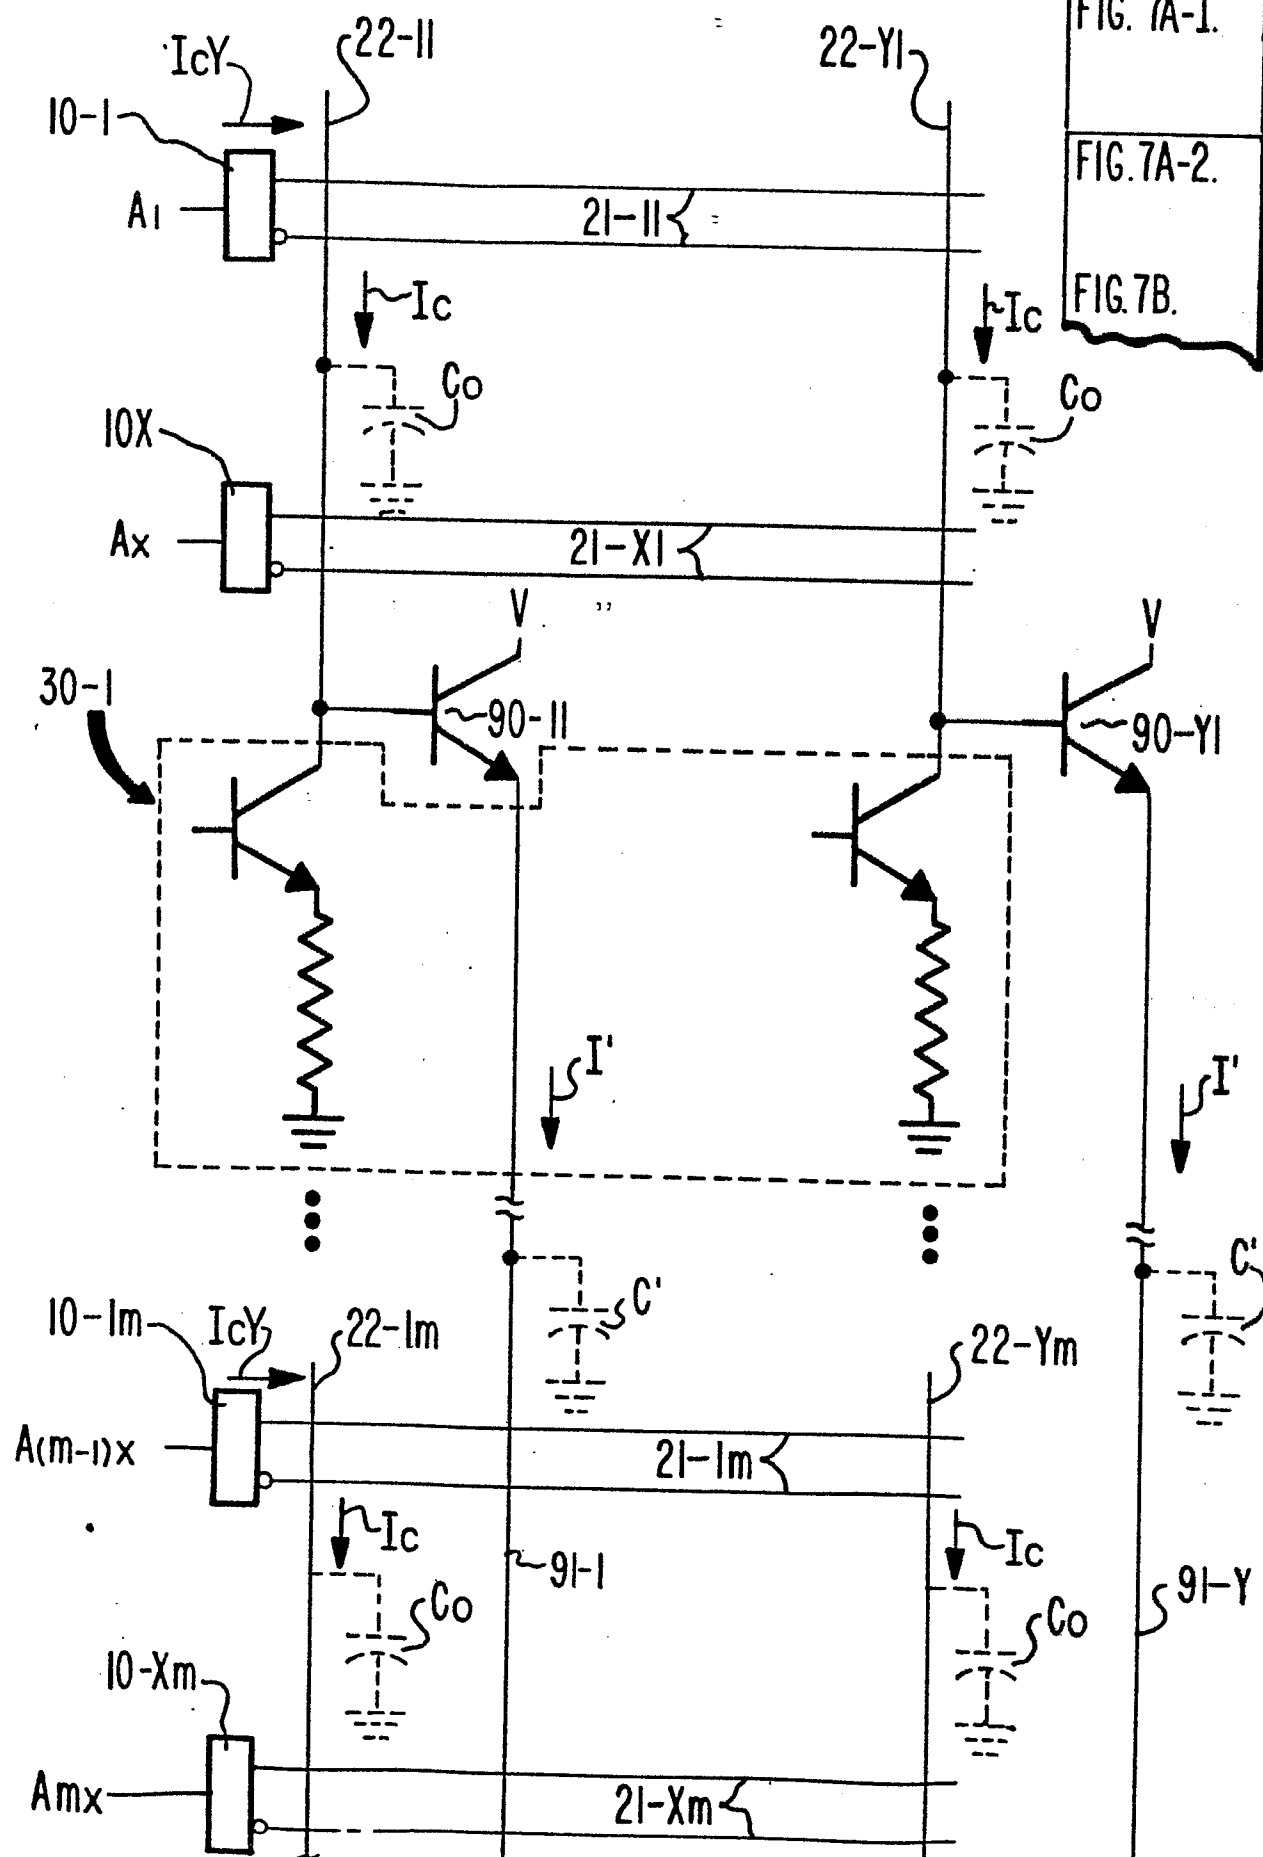 FIG. 7A-1.
22-11
22-Y1
IcY
10-1
FIG. 7A-2.
A1
21-11
Ic
Ic
FIG. 7B.
Co
Co
10X
Ax
21-X1
V
V
30-1
90-11
90-Y1
I'
I'
C'
C'
10-1m
IcY
22-1m
22-Ym
A(m-1)x
21-1m
Ic
Ic
91-1
91-Y
Co
Co
10-Xm
Amx
21-Xm